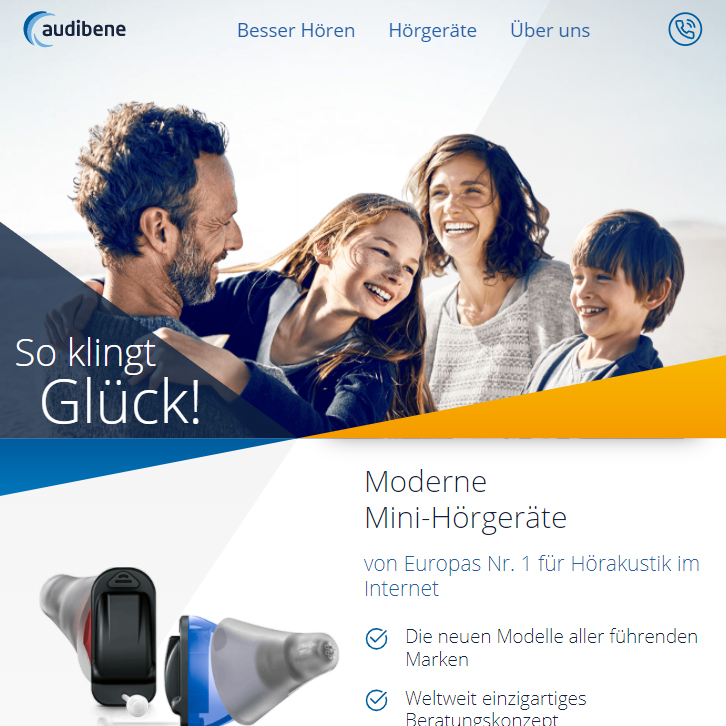 audibene
Besser Hören
Hörgeräte
Über uns
So klingt
Glück!
Moderne
Mini-Hörgeräte
von Europas Nr. 1 für Hörakustik im
Internet
Die neuen Modelle aller führenden
Marken
Weltweit einzigartiges
Beratungskonzept